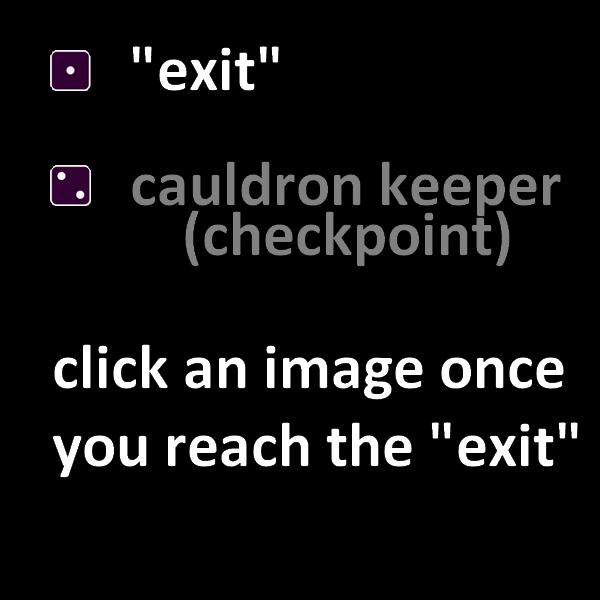 "exit"
cauldron keeper
(checkpoint)
click an image once
you reach the "exit"